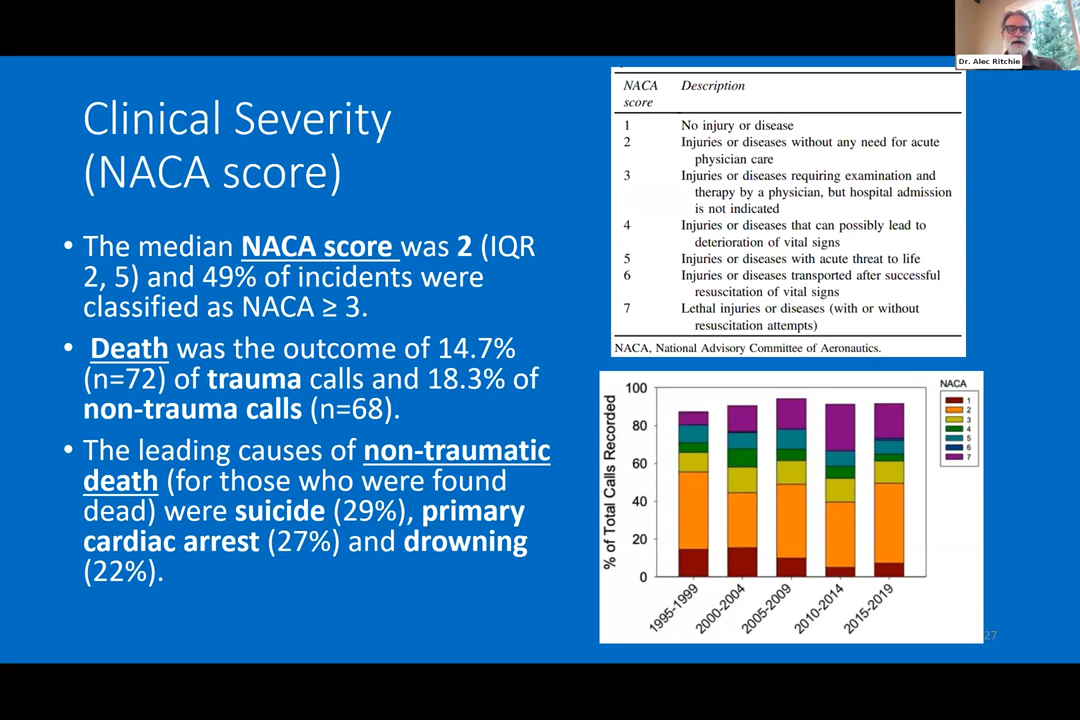 Dr. Alec Ritchie
Clinical Severity
(NACA score)
• The median NACA score was 2 (IQR
2, 5) and 49% of incidents were
classified as NACA ≥ 3.
• Death was the outcome of 14.7%
(n=72) of trauma calls and 18.3% of
non-trauma calls (n=68).
• The leading causes of non-traumatic
death (for those who were found
dead) were suicide (29%), primary
cardiac arrest (27%) and drowning
(22%).
NACA Description
score
1 No injury or disease
2 Injuries or diseases without any need for acute
physician care
3 Injuries or diseases requiring examination and
therapy by a physician, but hospital admission
is not indicated
4 Injuries or diseases that can possibly lead to
deterioration of vital signs
5 Injuries or diseases with acute threat to life
6 Injuries or diseases transported after successful
resuscitation of vital signs
7 Lethal injuries or diseases (with or without
resuscitation attempts)
NACA, National Advisory Committee of Aeronautics.
% of Total Calls Recorded
100
80
60
40
20
0
1995-1999
2000-2004
2005-2009
2010-2014
2015-2019
NACA
1
2
3
4
5
6
7
27